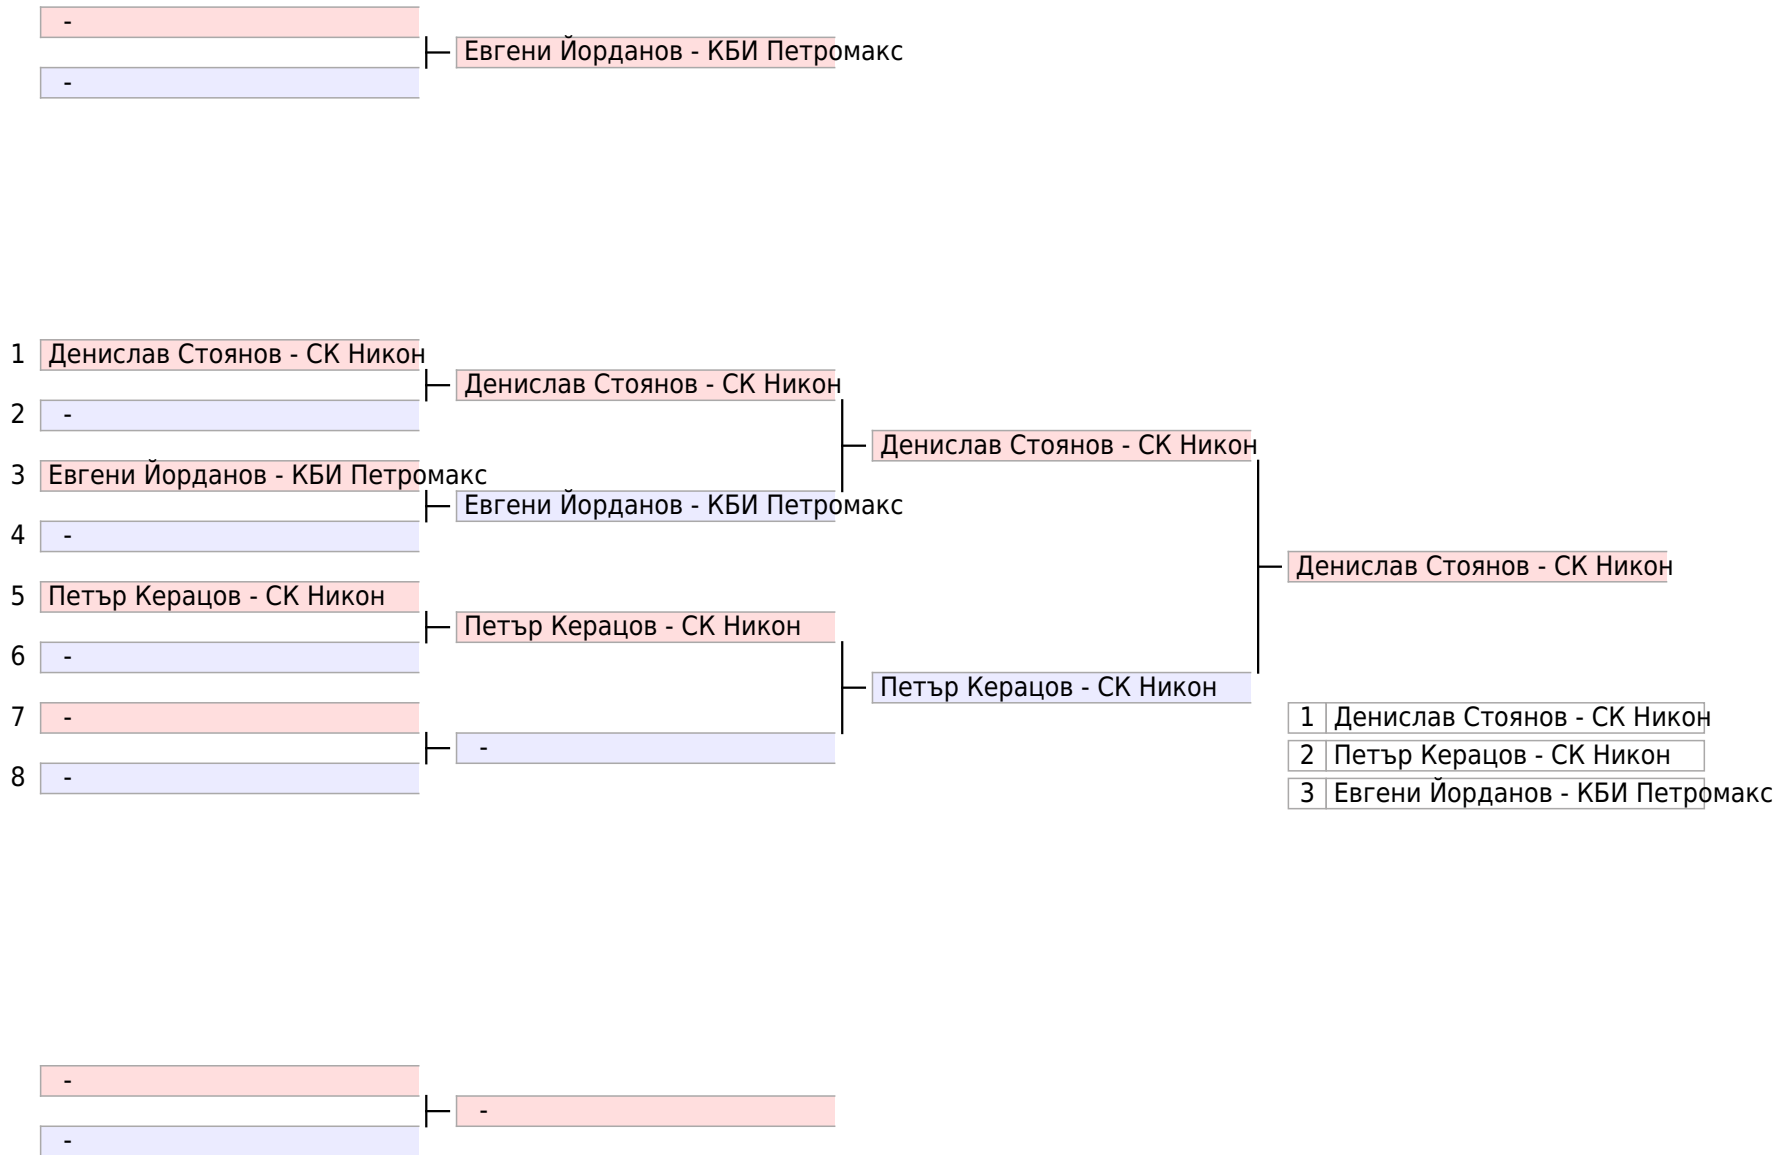 -
Евгени Йорданов - КБИ Петромакс
-
1 Денислав Стоянов - СК Никон
Денислав Стоянов - СК Никон
2 -
Денислав Стоянов - СК Никон
3 Евгени Йорданов - КБИ Петромакс
Евгени Йорданов - КБИ Петромакс
4 -
Денислав Стоянов - СК Никон
5 Петър Керацов - СК Никон
Петър Керацов - СК Никон
6 -
Петър Керацов - СК Никон
7 -
1 Денислав Стоянов - СК Никон
-
2 Петър Керацов - СК Никон
8 -
3 Евгени Йорданов - КБИ Петромакс
-
-
-